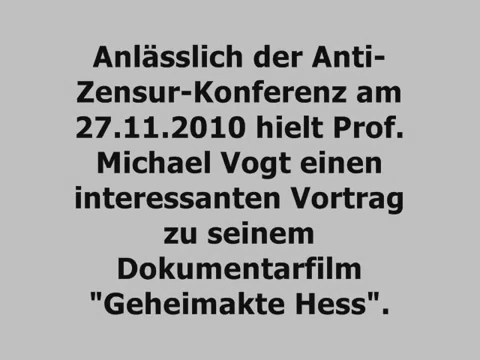 Anlässlich der Anti-
Zensur-Konferenz am
27.11.2010 hielt Prof.
Michael Vogt einen
interessanten Vortrag
zu seinem
Dokumentarfilm
"Geheimakte Hess".